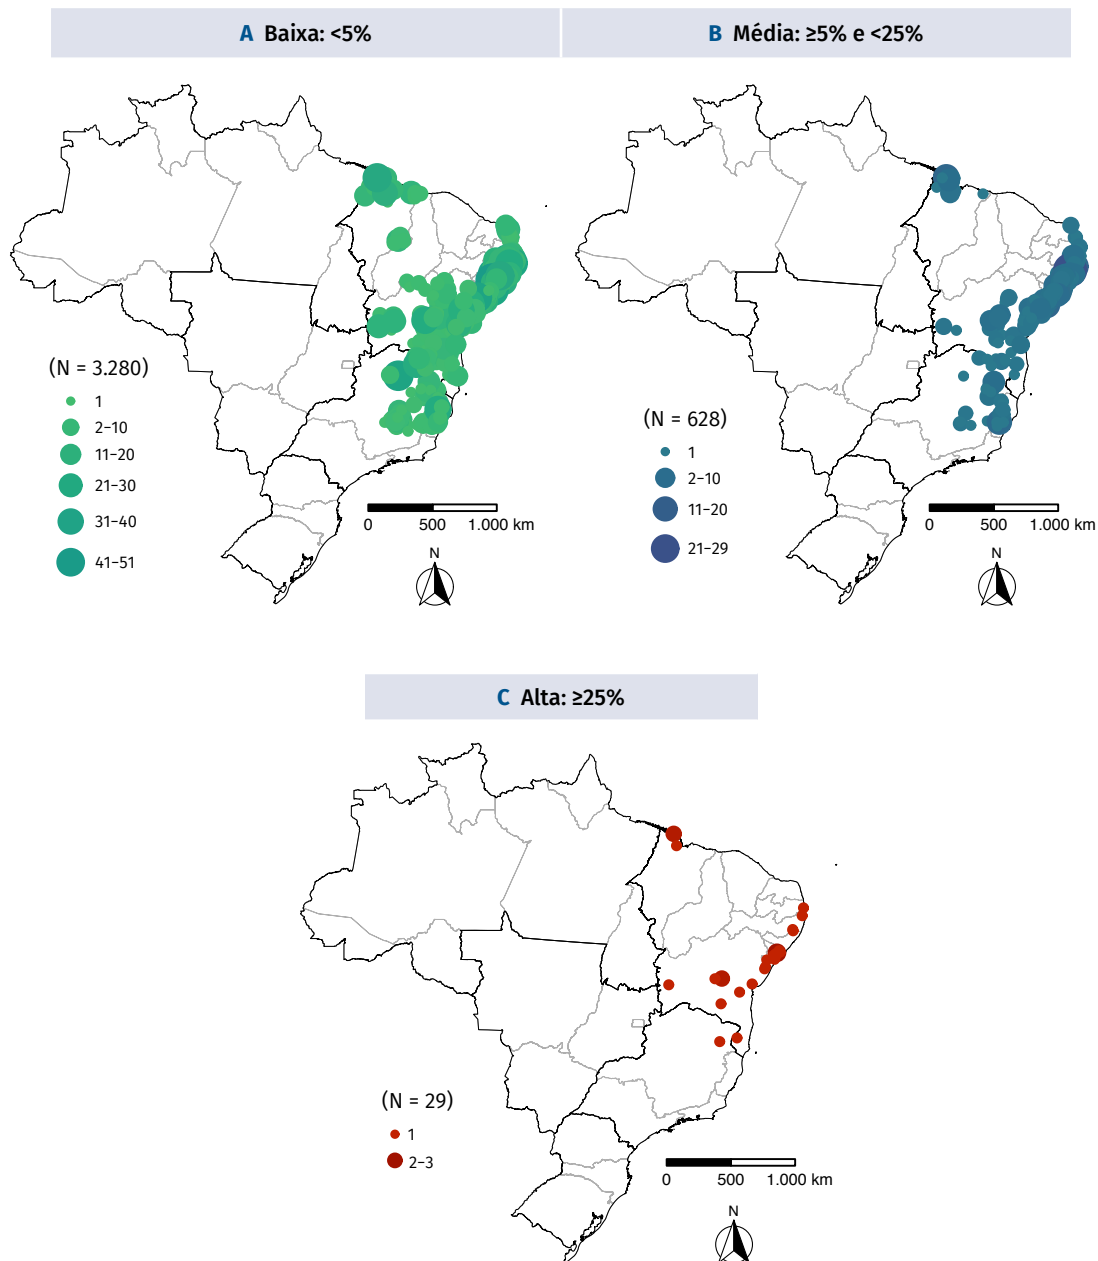 A Baixa: <5%
B Média: ≥5% e <25%
(N = 3.280)
1
2–10
11–20
21–30
31–40
41–51
0 500 1.000 km
N
(N = 628)
1
2–10
11–20
21–29
0 500 1.000 km
N
C Alta: ≥25%
(N = 29)
1
2–3
0 500 1.000 km
N